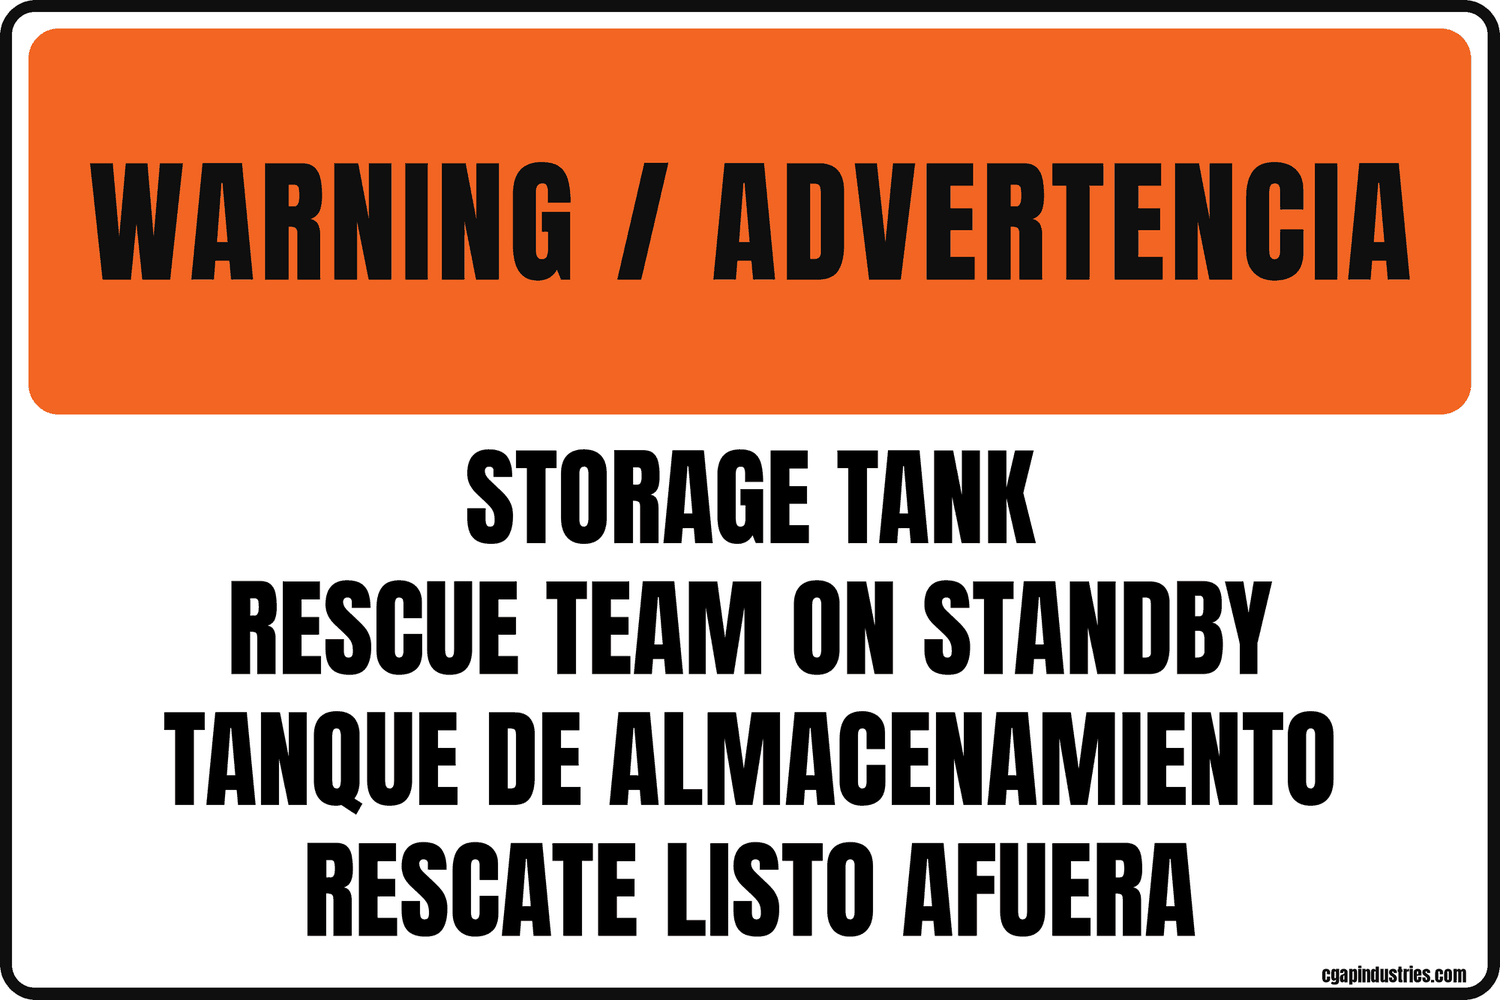 WARNING / ADVERTENCIA
STORAGE TANK
RESCUE TEAM ON STANDBY
TANQUE DE ALMACENAMIENTO
RESCATE LISTO AFUERA
cgapindustries.com